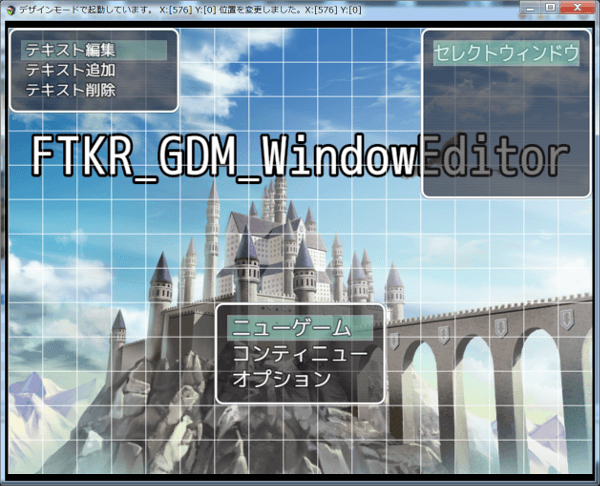 デザインモードで起動しています。 X:[576] Y:[0] 位置を変更しました。X:[576] Y:[0]
テキスト編集
テキスト追加
テキスト削除
セレクトウィンドウ
FTKR_GDM_WindowEditor
ニューゲーム
コンティニュー
オプション